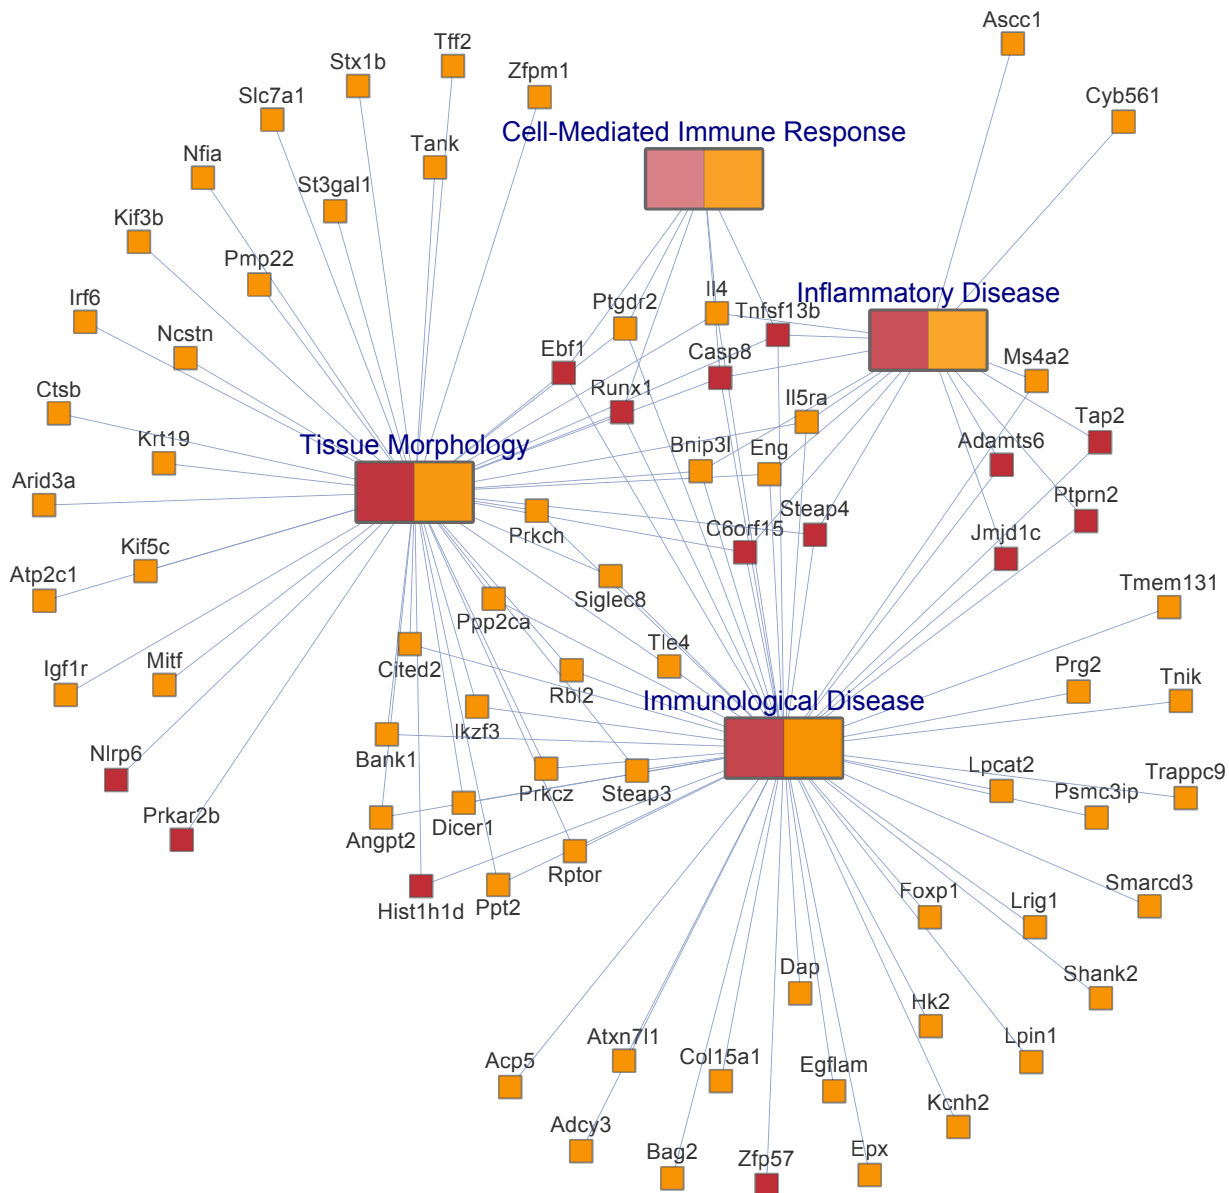 Ascc1
Tff2
Stx1b
Zfpm1
Slc7a1
Cyb561
Cell-Mediated Immune Response
Tank
Nfia
St3gal1
Kif3b
Pmp22
Il4
Inflammatory Disease
Ptgdr2
Tnfsf13b
Irf6
Ncstn
Ebf1
Casp8
Ms4a2
Runx1
Ctsb
Il5ra
Tap2
Krt19
Tissue Morphology
Bnip3l
Eng
Adamts6
Arid3a
Ptprn2
Prkch
C6orf15
Steap4
Jmjd1c
Kif5c
Atp2c1
Tmem131
Siglec8
Ppp2ca
Tle4
Cited2
Mitf
Igf1r
Rbl2
Prg2
Tnik
Immunological Disease
Ikzf3
Nlrp6
Bank1
Prkcz
Steap3
Lpcat2
Trappc9
Psmc3ip
Prkar2b
Angpt2
Dicer1
Rptor
Foxp1
Lrig1
Smarcd3
Hist1h1d
Ppt2
Dap
Shank2
Hk2
Atxn7l1
Lpin1
Acp5
Col15a1
Egflam
Kcnh2
Adcy3
Bag2
Zfp57
Epx